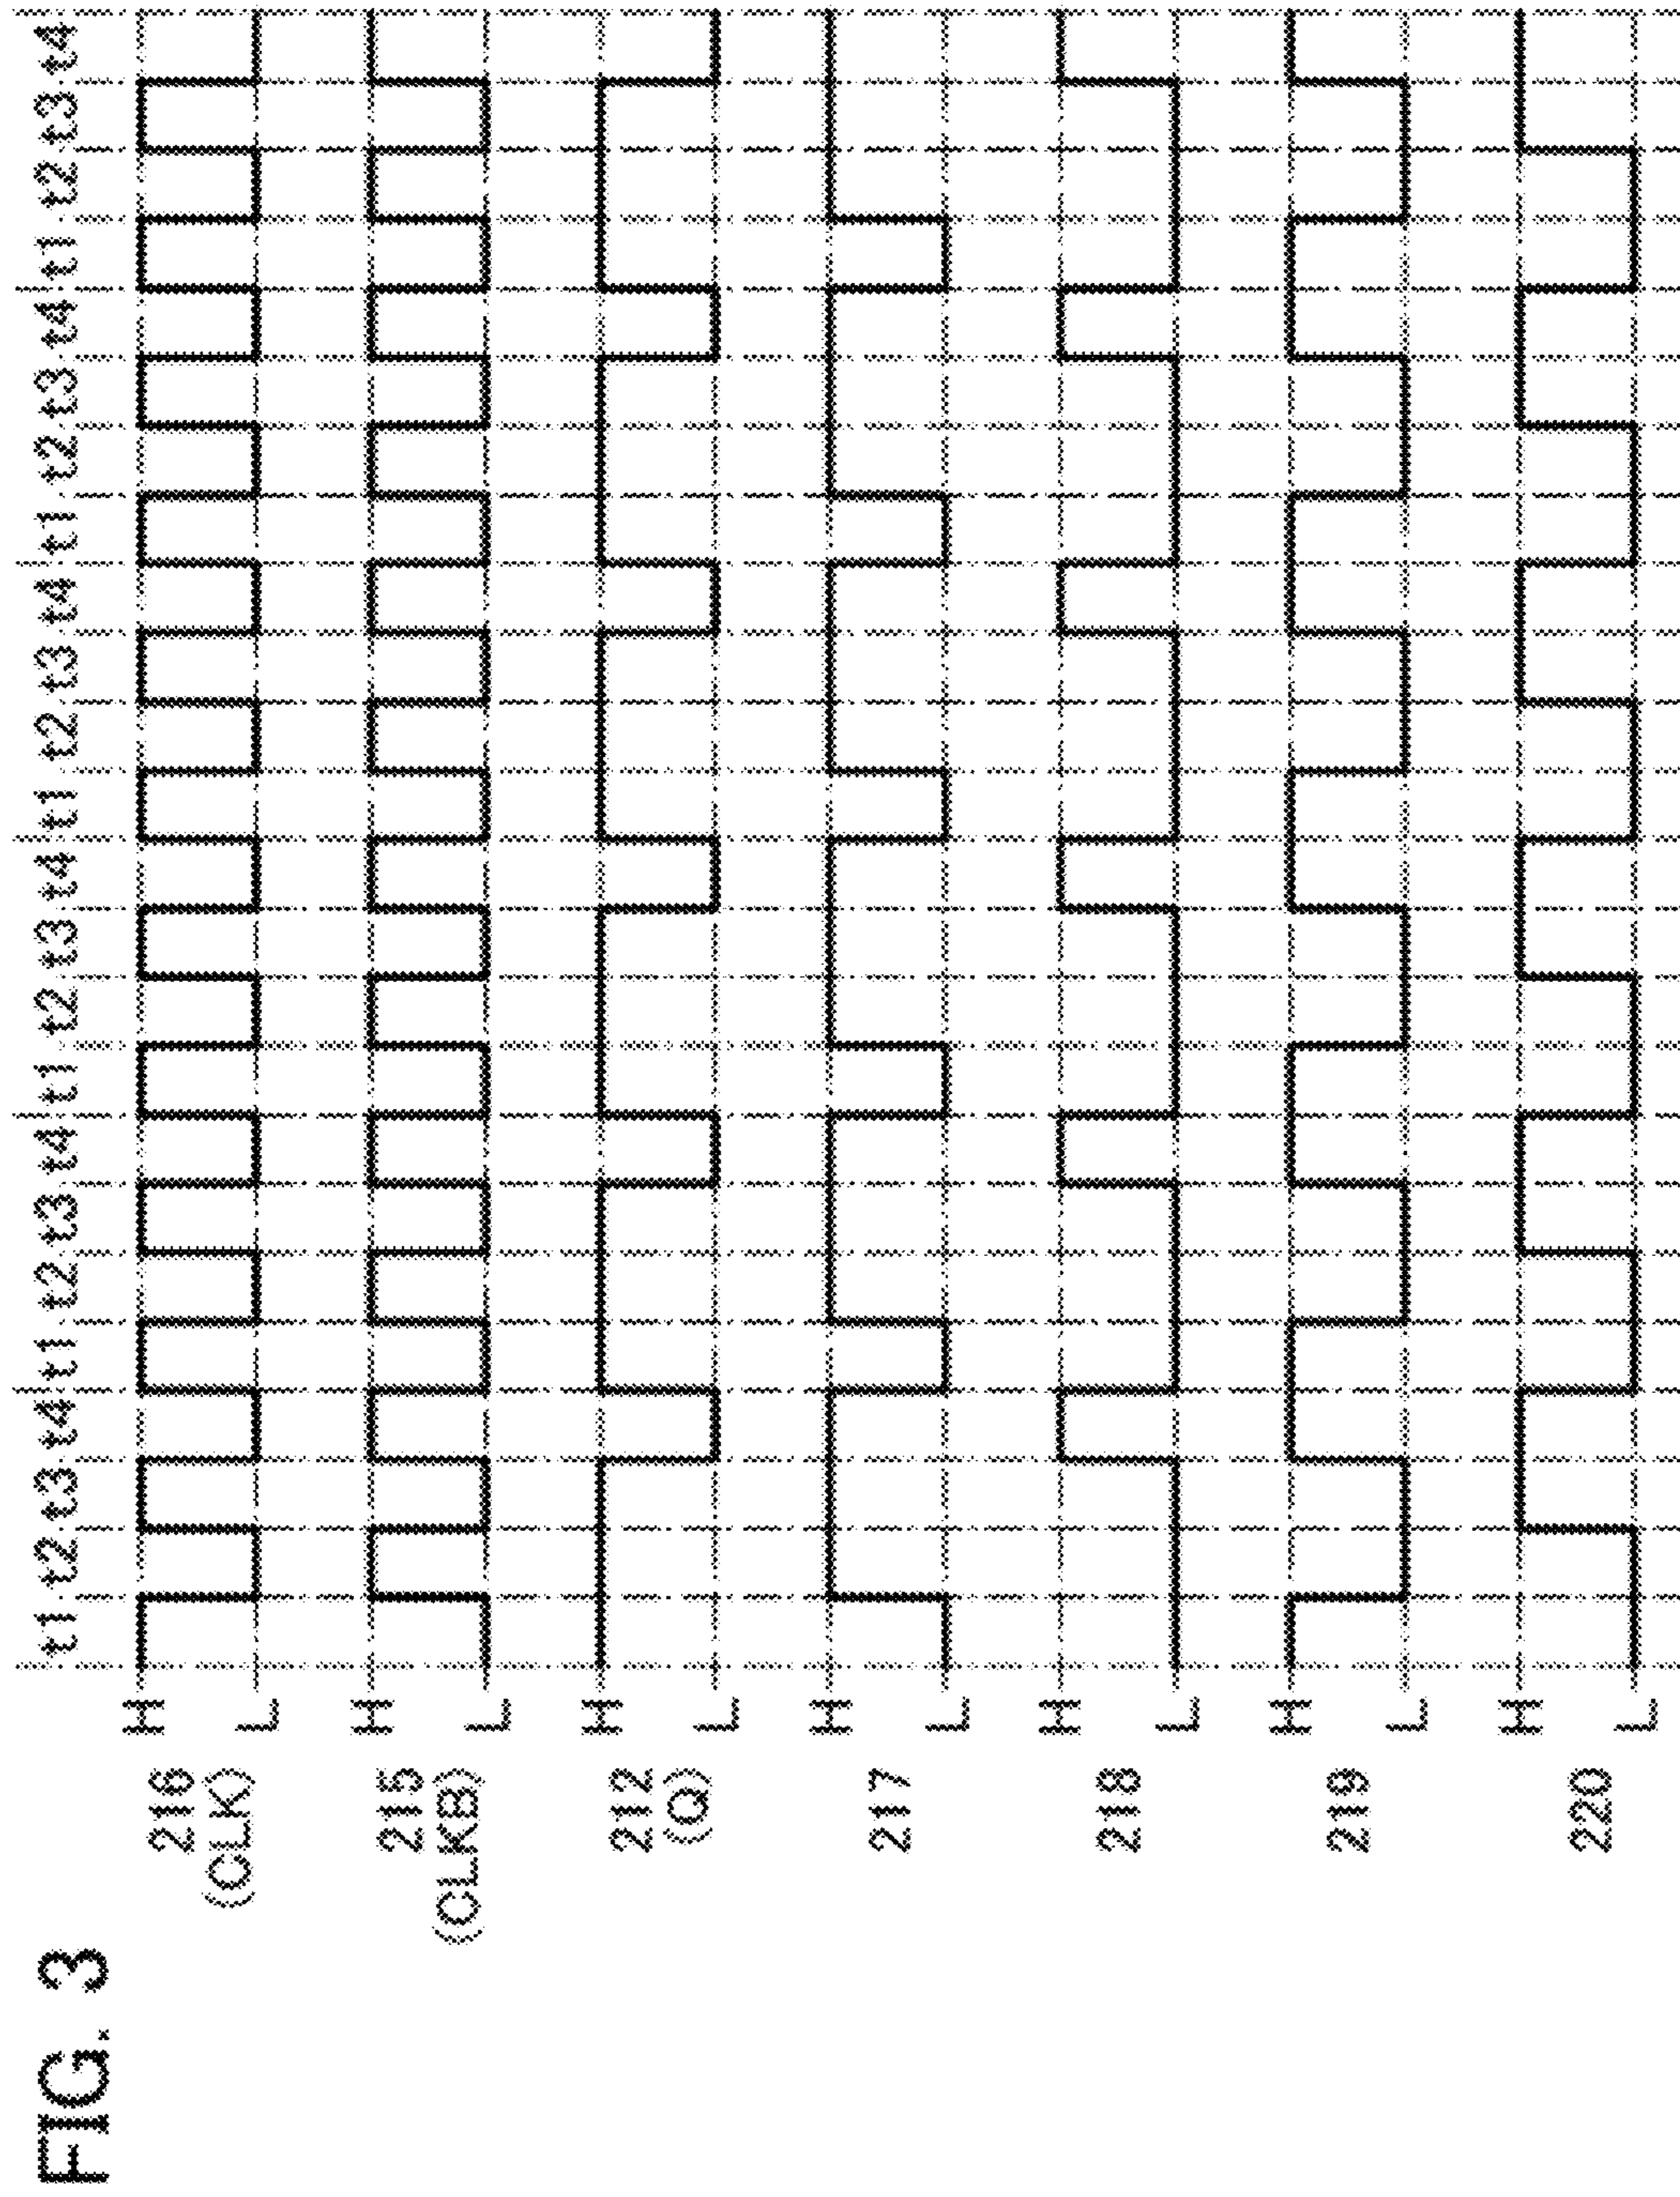 FIG. 3
t1 t2 t3 t4 t1 t2 t3 t4 t1 t2 t3 t4 t1 t2 t3 t4 t1 t2 t3 t4 t1 t2 t3 t4
216
(CLK)
H
L
215
(CLKB)
H
L
212
(Q)
H
L
217
H
L
218
H
L
219
H
L
220
H
L